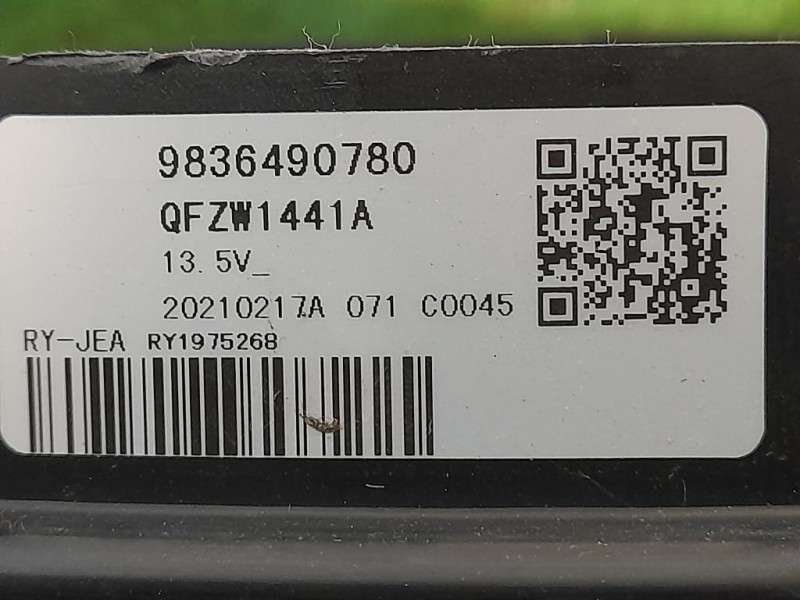 9836490780
QFZW1441A
13.5V_
20210217A 071 C0045
RY-JEA RY1975268